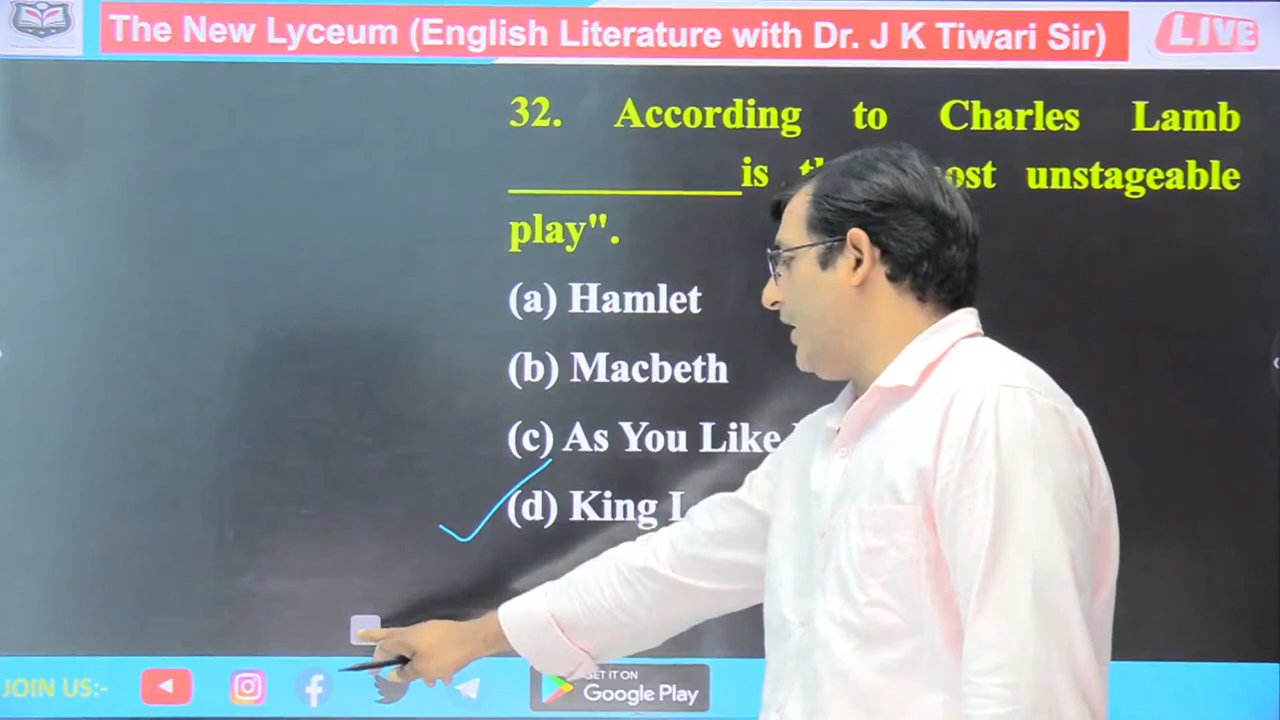 The New Lyceum (English Literature with Dr. J K Tiwari Sir)
LIVE
32. According to Charles Lamb
is unstageable
play".
(a) Hamlet
(b) Macbeth
(c) As You Like
(d) King
JOIN US:-
GET IT ON
Google Play